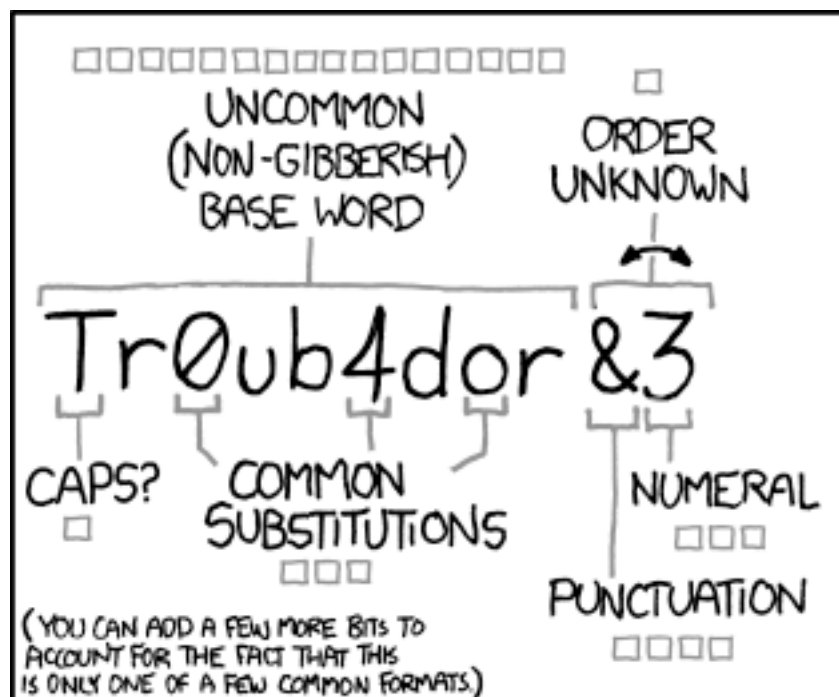 UNCOMMON
(NON-GIBBERISH)
BASE WORD
ORDER
UNKNOWN
Tr0ub4dor &3
CAPS?
COMMON
SUBSTITUTIONS
NUMERAL
PUNCTUATION
(YOU CAN ADD A FEW MORE BITS TO
ACCOUNT FOR THE FACT THAT THIS
IS ONLY ONE OF A FEW COMMON FORMATS.)